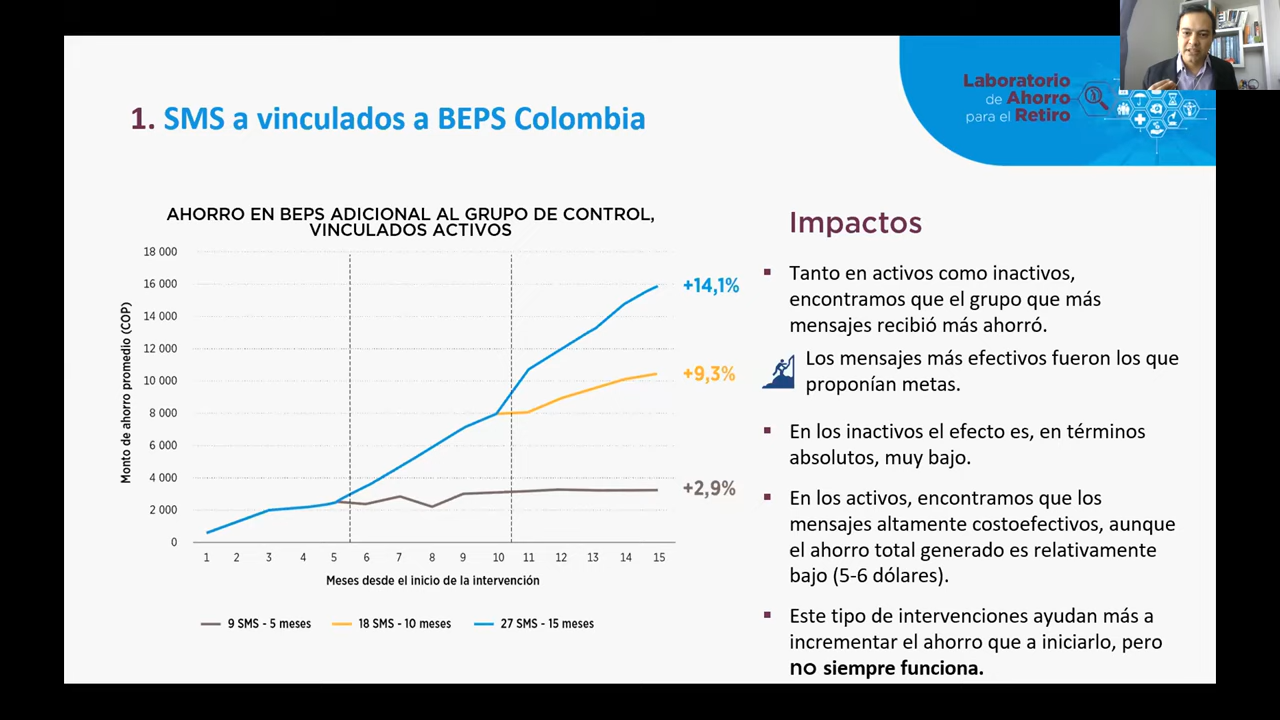 Laboratorio
de Ahorro
para el Retiro
1. SMS a vinculados a BEPS Colombia
AHORRO EN BEPS ADICIONAL AL GRUPO DE CONTROL,
VINCULADOS ACTIVOS
Monto de ahorro promedio (COP)
18 000
16 000
14 000
12 000
10 000
8 000
6 000
4 000
2 000
0
+14,1%
+9,3%
+2,9%
1 2 3 4 5 6 7 8 9 10 11 12 13 14 15
Meses desde el inicio de la intervención
9 SMS - 5 meses 18 SMS - 10 meses 27 SMS - 15 meses
Impactos
Tanto en activos como inactivos,
encontramos que el grupo que más
mensajes recibió más ahorró.
Los mensajes más efectivos fueron los que
proponían metas.
En los inactivos el efecto es, en términos
absolutos, muy bajo.
En los activos, encontramos que los
mensajes altamente costoefectivos, aunque
el ahorro total generado es relativamente
bajo (5-6 dólares).
Este tipo de intervenciones ayudan más a
incrementar el ahorro que a iniciarlo, pero
no siempre funciona.